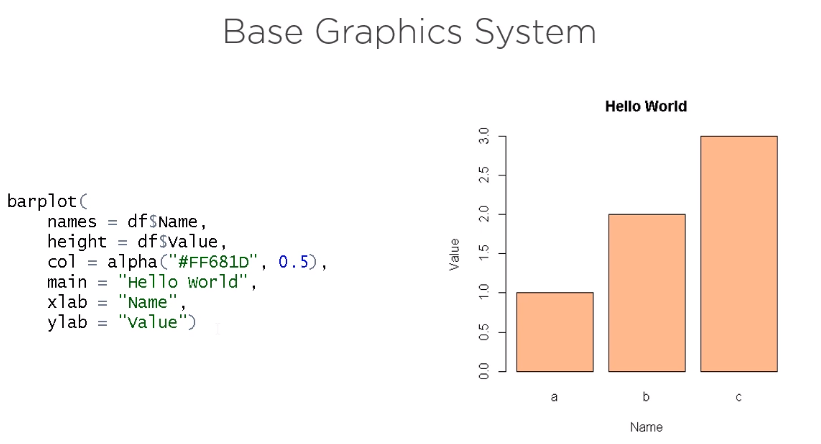 Base Graphics System
barplot(
    names = df$Name,
    height = df$Value,
    col = alpha("#FF681D", 0.5),
    main = "Hello World",
    xlab = "Name",
    ylab = "Value")
Hello World
Value
3.0
2.5
2.0
1.5
1.0
0.5
0.0
a b c
Name